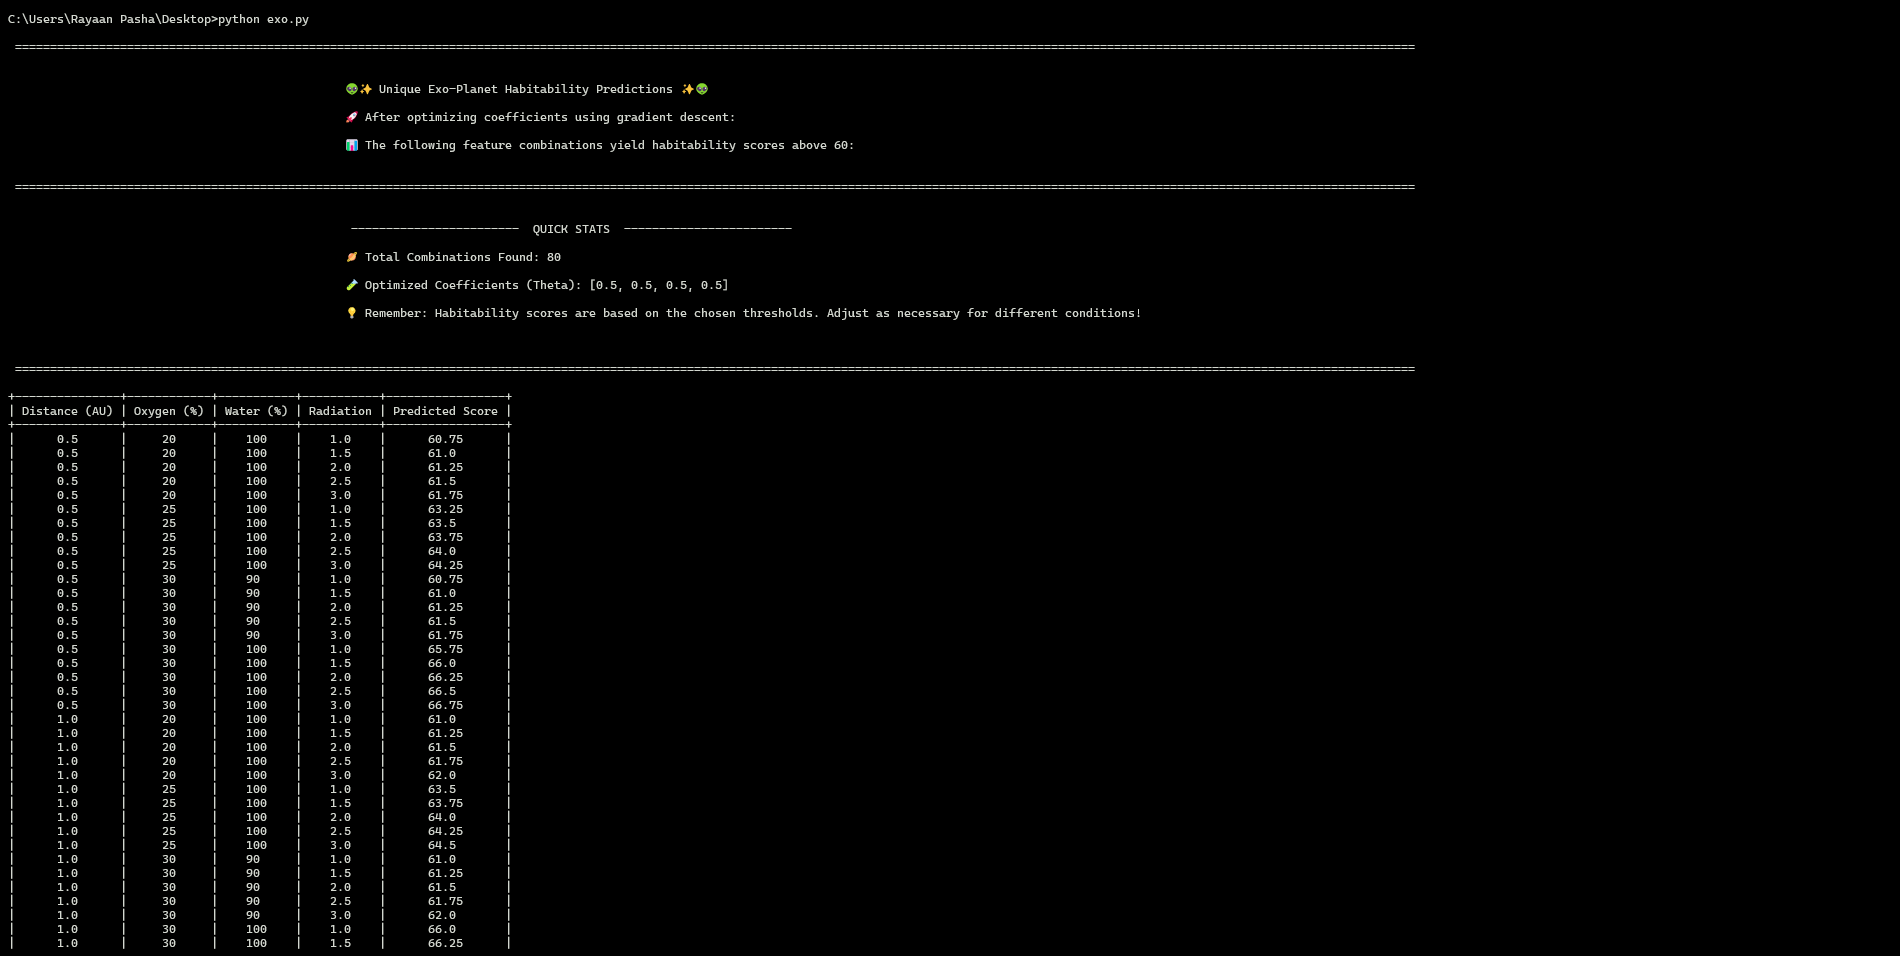 C:\Users\Rayaan Pasha\Desktop>python exo.py
========================================================================================================================================================================================================
👽✨ Unique Exo-Planet Habitability Predictions ✨👽
🚀 After optimizing coefficients using gradient descent:
📊 The following feature combinations yield habitability scores above 60:
========================================================================================================================================================================================================
------------------------  QUICK STATS  ------------------------
🪐 Total Combinations Found: 80
🧪 Optimized Coefficients (Theta): [0.5, 0.5, 0.5, 0.5]
💡 Remember: Habitability scores are based on the chosen thresholds. Adjust as necessary for different conditions!
========================================================================================================================================================================================================
+---------------+------------+-----------+-----------+-----------------+
| Distance (AU) | Oxygen (%) | Water (%) | Radiation | Predicted Score |
+---------------+------------+-----------+-----------+-----------------+
|      0.5      |     20     |    100    |    1.0    |      60.75      |
|      0.5      |     20     |    100    |    1.5    |      61.0       |
|      0.5      |     20     |    100    |    2.0    |      61.25      |
|      0.5      |     20     |    100    |    2.5    |      61.5       |
|      0.5      |     20     |    100    |    3.0    |      61.75      |
|      0.5      |     25     |    100    |    1.0    |      63.25      |
|      0.5      |     25     |    100    |    1.5    |      63.5       |
|      0.5      |     25     |    100    |    2.0    |      63.75      |
|      0.5      |     25     |    100    |    2.5    |      64.0       |
|      0.5      |     25     |    100    |    3.0    |      64.25      |
|      0.5      |     30     |    90     |    1.0    |      60.75      |
|      0.5      |     30     |    90     |    1.5    |      61.0       |
|      0.5      |     30     |    90     |    2.0    |      61.25      |
|      0.5      |     30     |    90     |    2.5    |      61.5       |
|      0.5      |     30     |    90     |    3.0    |      61.75      |
|      0.5      |     30     |    100    |    1.0    |      65.75      |
|      0.5      |     30     |    100    |    1.5    |      66.0       |
|      0.5      |     30     |    100    |    2.0    |      66.25      |
|      0.5      |     30     |    100    |    2.5    |      66.5       |
|      0.5      |     30     |    100    |    3.0    |      66.75      |
|      1.0      |     20     |    100    |    1.0    |      61.0       |
|      1.0      |     20     |    100    |    1.5    |      61.25      |
|      1.0      |     20     |    100    |    2.0    |      61.5       |
|      1.0      |     20     |    100    |    2.5    |      61.75      |
|      1.0      |     20     |    100    |    3.0    |      62.0       |
|      1.0      |     25     |    100    |    1.0    |      63.5       |
|      1.0      |     25     |    100    |    1.5    |      63.75      |
|      1.0      |     25     |    100    |    2.0    |      64.0       |
|      1.0      |     25     |    100    |    2.5    |      64.25      |
|      1.0      |     25     |    100    |    3.0    |      64.5       |
|      1.0      |     30     |    90     |    1.0    |      61.0       |
|      1.0      |     30     |    90     |    1.5    |      61.25      |
|      1.0      |     30     |    90     |    2.0    |      61.5       |
|      1.0      |     30     |    90     |    2.5    |      61.75      |
|      1.0      |     30     |    90     |    3.0    |      62.0       |
|      1.0      |     30     |    100    |    1.0    |      66.0       |
|      1.0      |     30     |    100    |    1.5    |      66.25      |